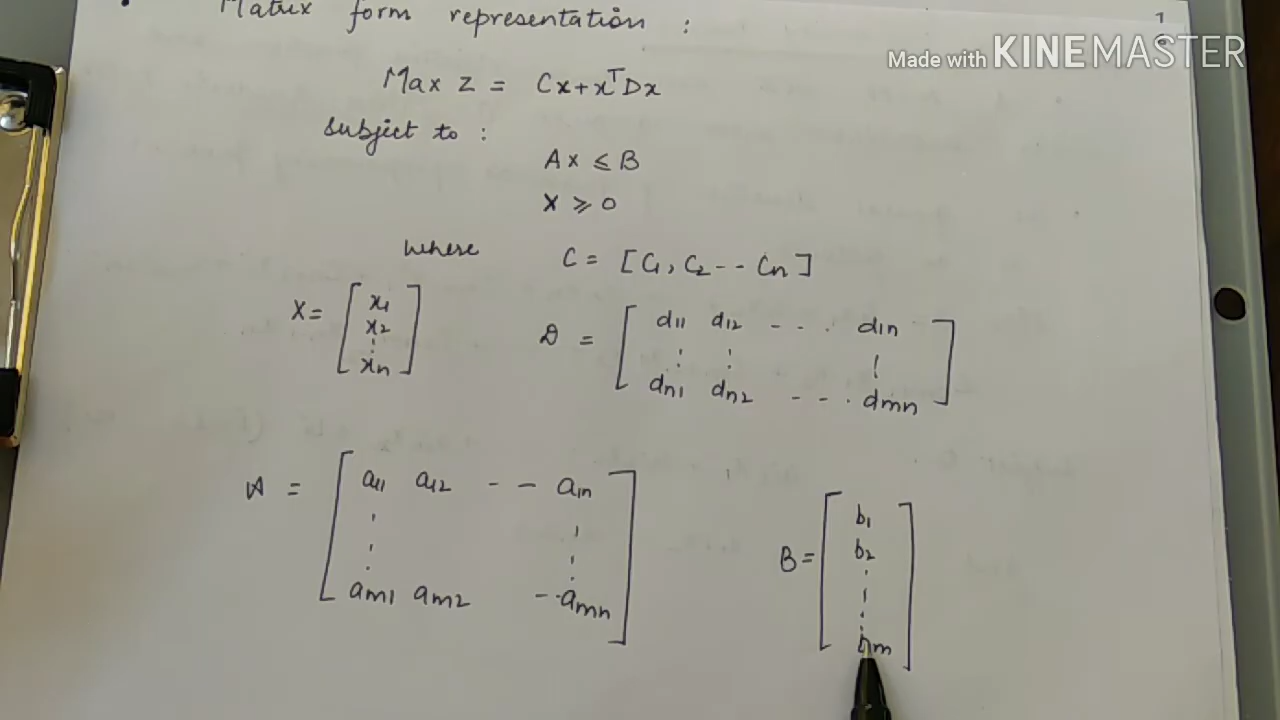 Matrix form representation :
1
Made with KINEMASTER
Max Z = Cx+xᵀDx
Subject to :
Ax ≤ B
X ≥ 0
where C = [C1, C2 -- Cn]
X = [ x1 x2 ⋮ xn ]
D = [ d11 d12 - - . d1n
⋮ ⋮ ⋮
dn1 dn2 - - . dmn ]
A = [ a11 a12 - - a1n
⋮ ⋮
am1 am2 - - amn ]
B = [ b1
b2
⋮
bm ]